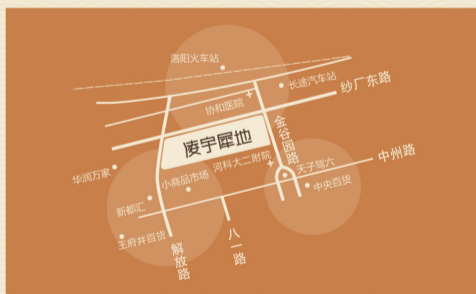 洛阳火车站
长途汽车站
纱厂东路
协和医院
金谷园路
凌宇犀地
河科大二附院
中州路
天子驾六
华润万家
小商品市场
中央百货
新都汇
王府井百货
解放路
八一路